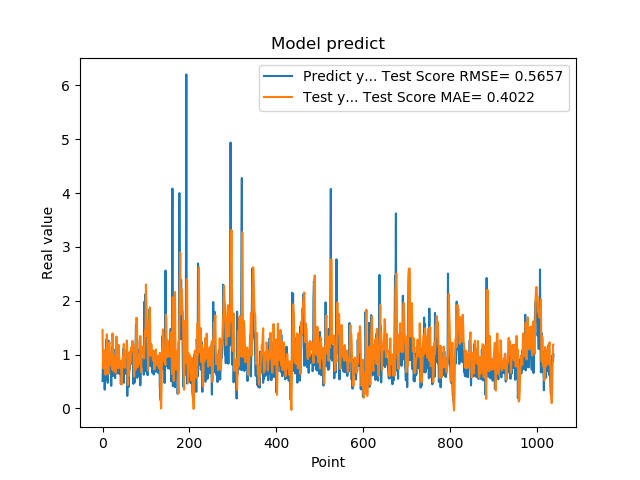 Model predict
Predict y... Test Score RMSE= 0.5657
Test y... Test Score MAE= 0.4022
Real value
6
5
4
3
2
1
0
0 200 400 600 800 1000
Point